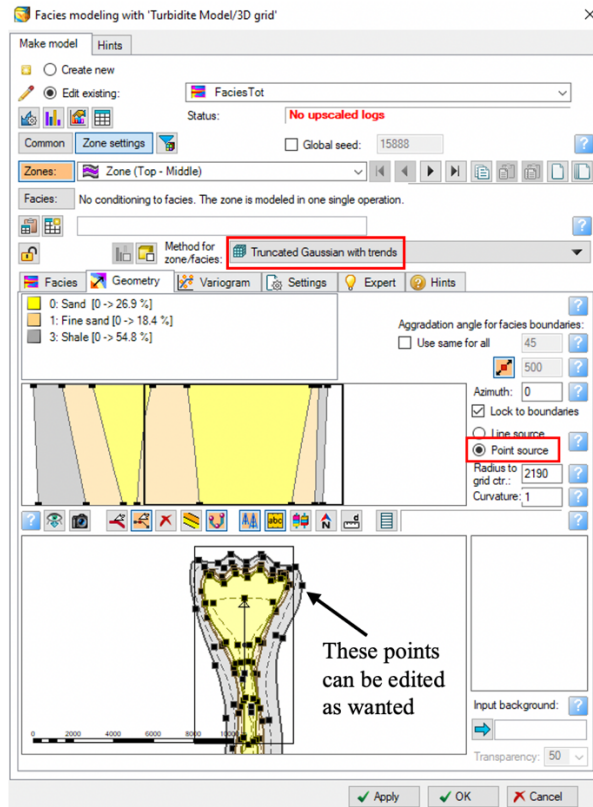 Facies modeling with 'Turbidite Model/3D grid'
Make model Hints
Create new
Edit existing: FaciesTot
Status: No upscaled logs
Common Zone settings Global seed: 15888
Zones: Zone (Top - Middle)
Facies: No conditioning to facies. The zone is modeled in one single operation.
Method for zone/facies: Truncated Gaussian with trends
Facies Geometry Variogram Settings Expert Hints
0: Sand [0 -> 26.9 %]
1: Fine sand [0 -> 18.4 %]
3: Shale [0 -> 54.8 %]
Aggradation angle for facies boundaries:
Use same for all 45
500
Azimuth: 0
Lock to boundaries
Line source
Point source
Radius to grid ctr.: 2190
Curvature: 1
abc
These points
can be edited
as wanted
0 2000 4000 6000 8000 10000
Input background:
Transparency: 50
Apply OK Cancel